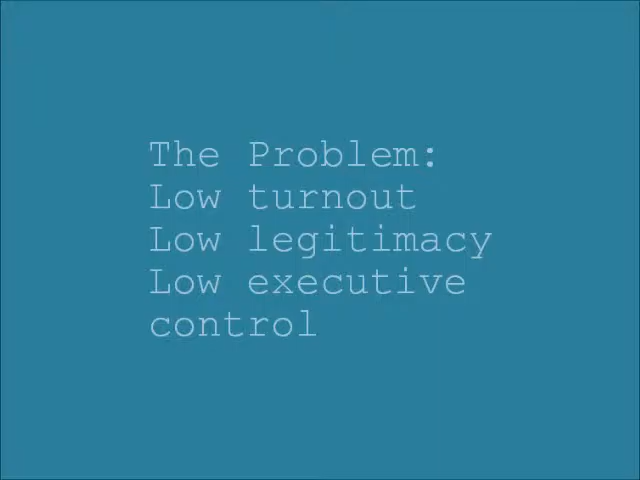 The Problem:
Low turnout
Low legitimacy
Low executive
control